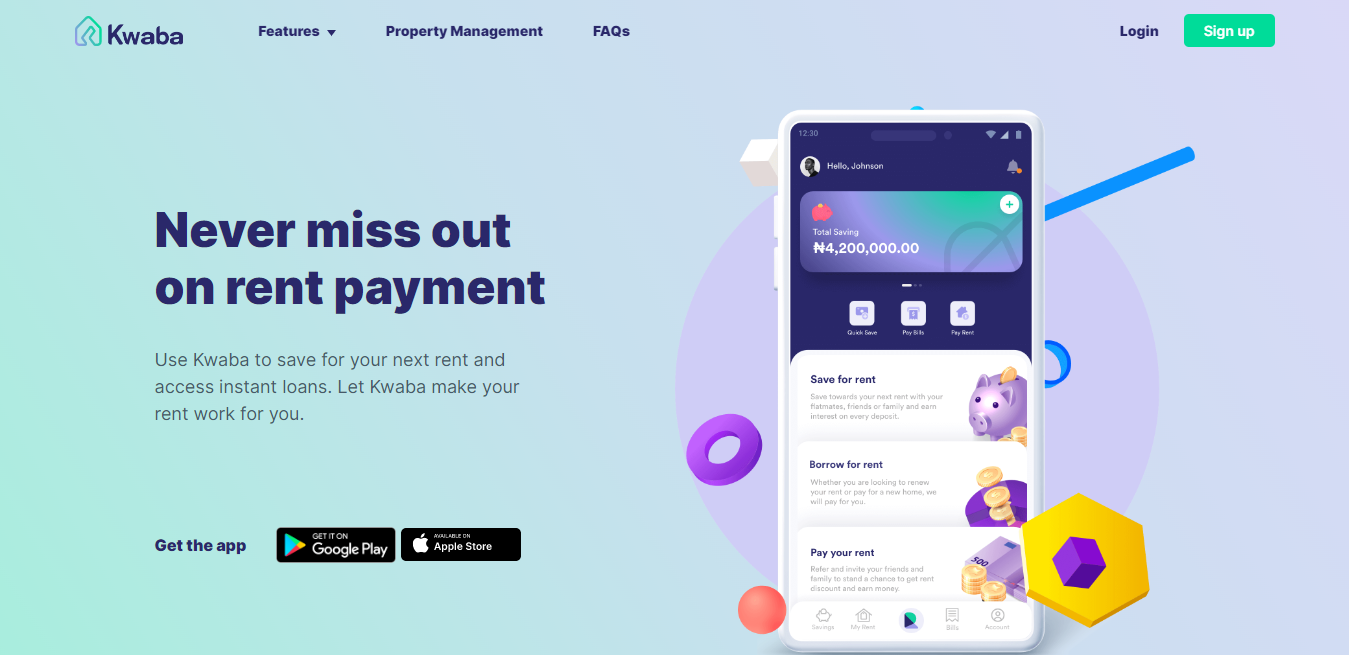 Kwaba
Features
Property Management
FAQs
Login
Sign up
Never miss out
on rent payment
Use Kwaba to save for your next rent and
access instant loans. Let Kwaba make your
rent work for you.
Get the app
GET IT ON
Google Play
AVAILABLE ON
Apple Store
12:30
Hello, Johnson
Total Saving
₦4,200,000.00
Quick Save
Pay Bills
Pay Rent
Save for rent
Save towards your next rent with your
flatmates, friends or family and earn
interest on every deposit.
Borrow for rent
Whether you are looking to renew
your rent or pay for a new home, we
will pay for you.
Pay your rent
Refer and invite your friends and
family to stand a chance to get rent
discount and earn money.
500
Savings
My Rent
Bills
Account